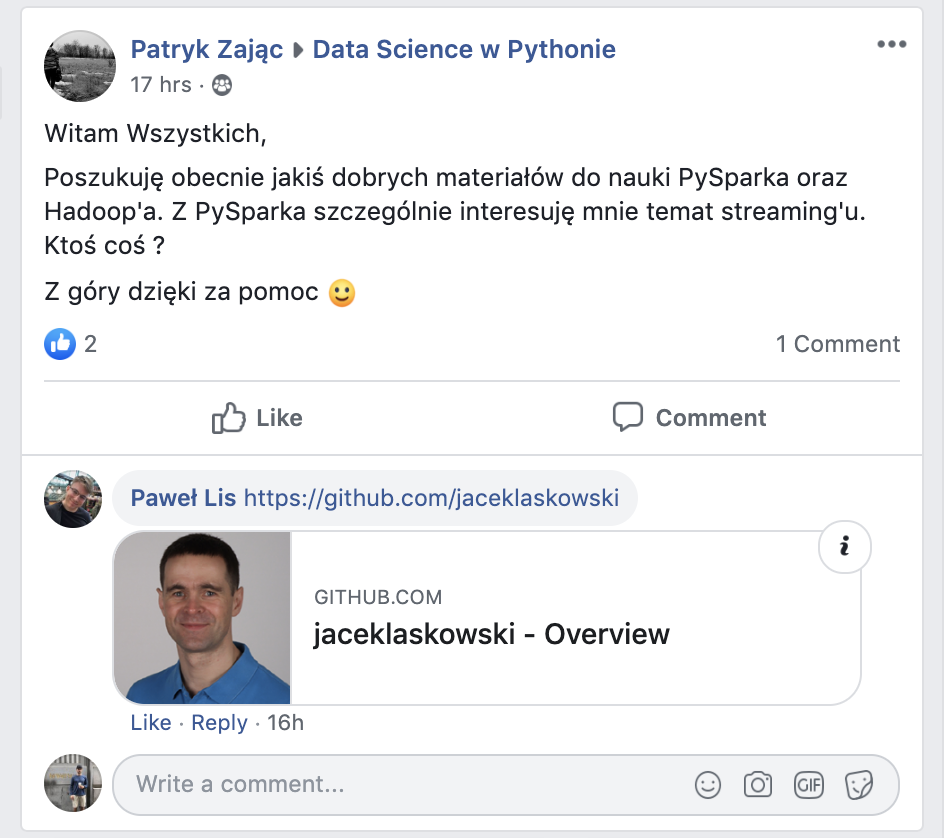 Patryk Zając ▸ Data Science w Pythonie
17 hrs ·
Witam Wszystkich,
Poszukuję obecnie jakiś dobrych materiałów do nauki PySparka oraz
Hadoop'a. Z PySparka szczególnie interesuję mnie temat streaming'u.
Ktoś coś ?
Z góry dzięki za pomoc 🙂
2
1 Comment
Like
Comment
Paweł Lis https://github.com/jaceklaskowski
i
GITHUB.COM
jaceklaskowski - Overview
Like · Reply · 16h
Write a comment...
GIF